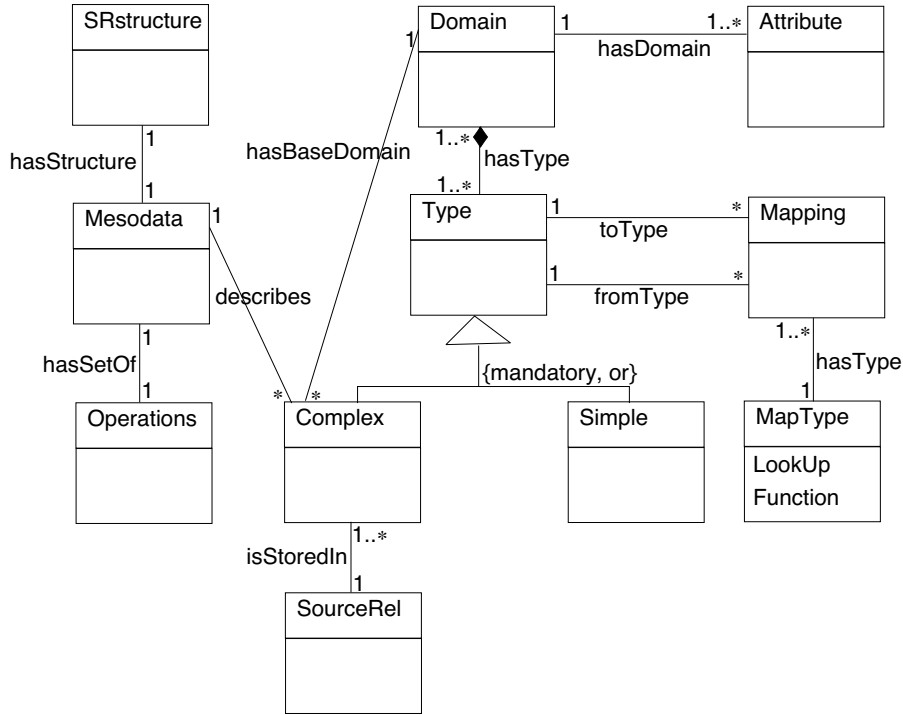 SRstructure
Domain
1
1..*
hasDomain
Attribute
1
1
hasStructure
1
hasBaseDomain
1..*
hasType
1..*
Mesodata
1
Type
1
*
toType
Mapping
describes
1
*
fromType
1
hasSetOf
1
1..*
hasType
1
{mandatory, or}
*
*
Operations
Complex
Simple
MapType
LookUp
Function
1..*
isStoredIn
1
SourceRel